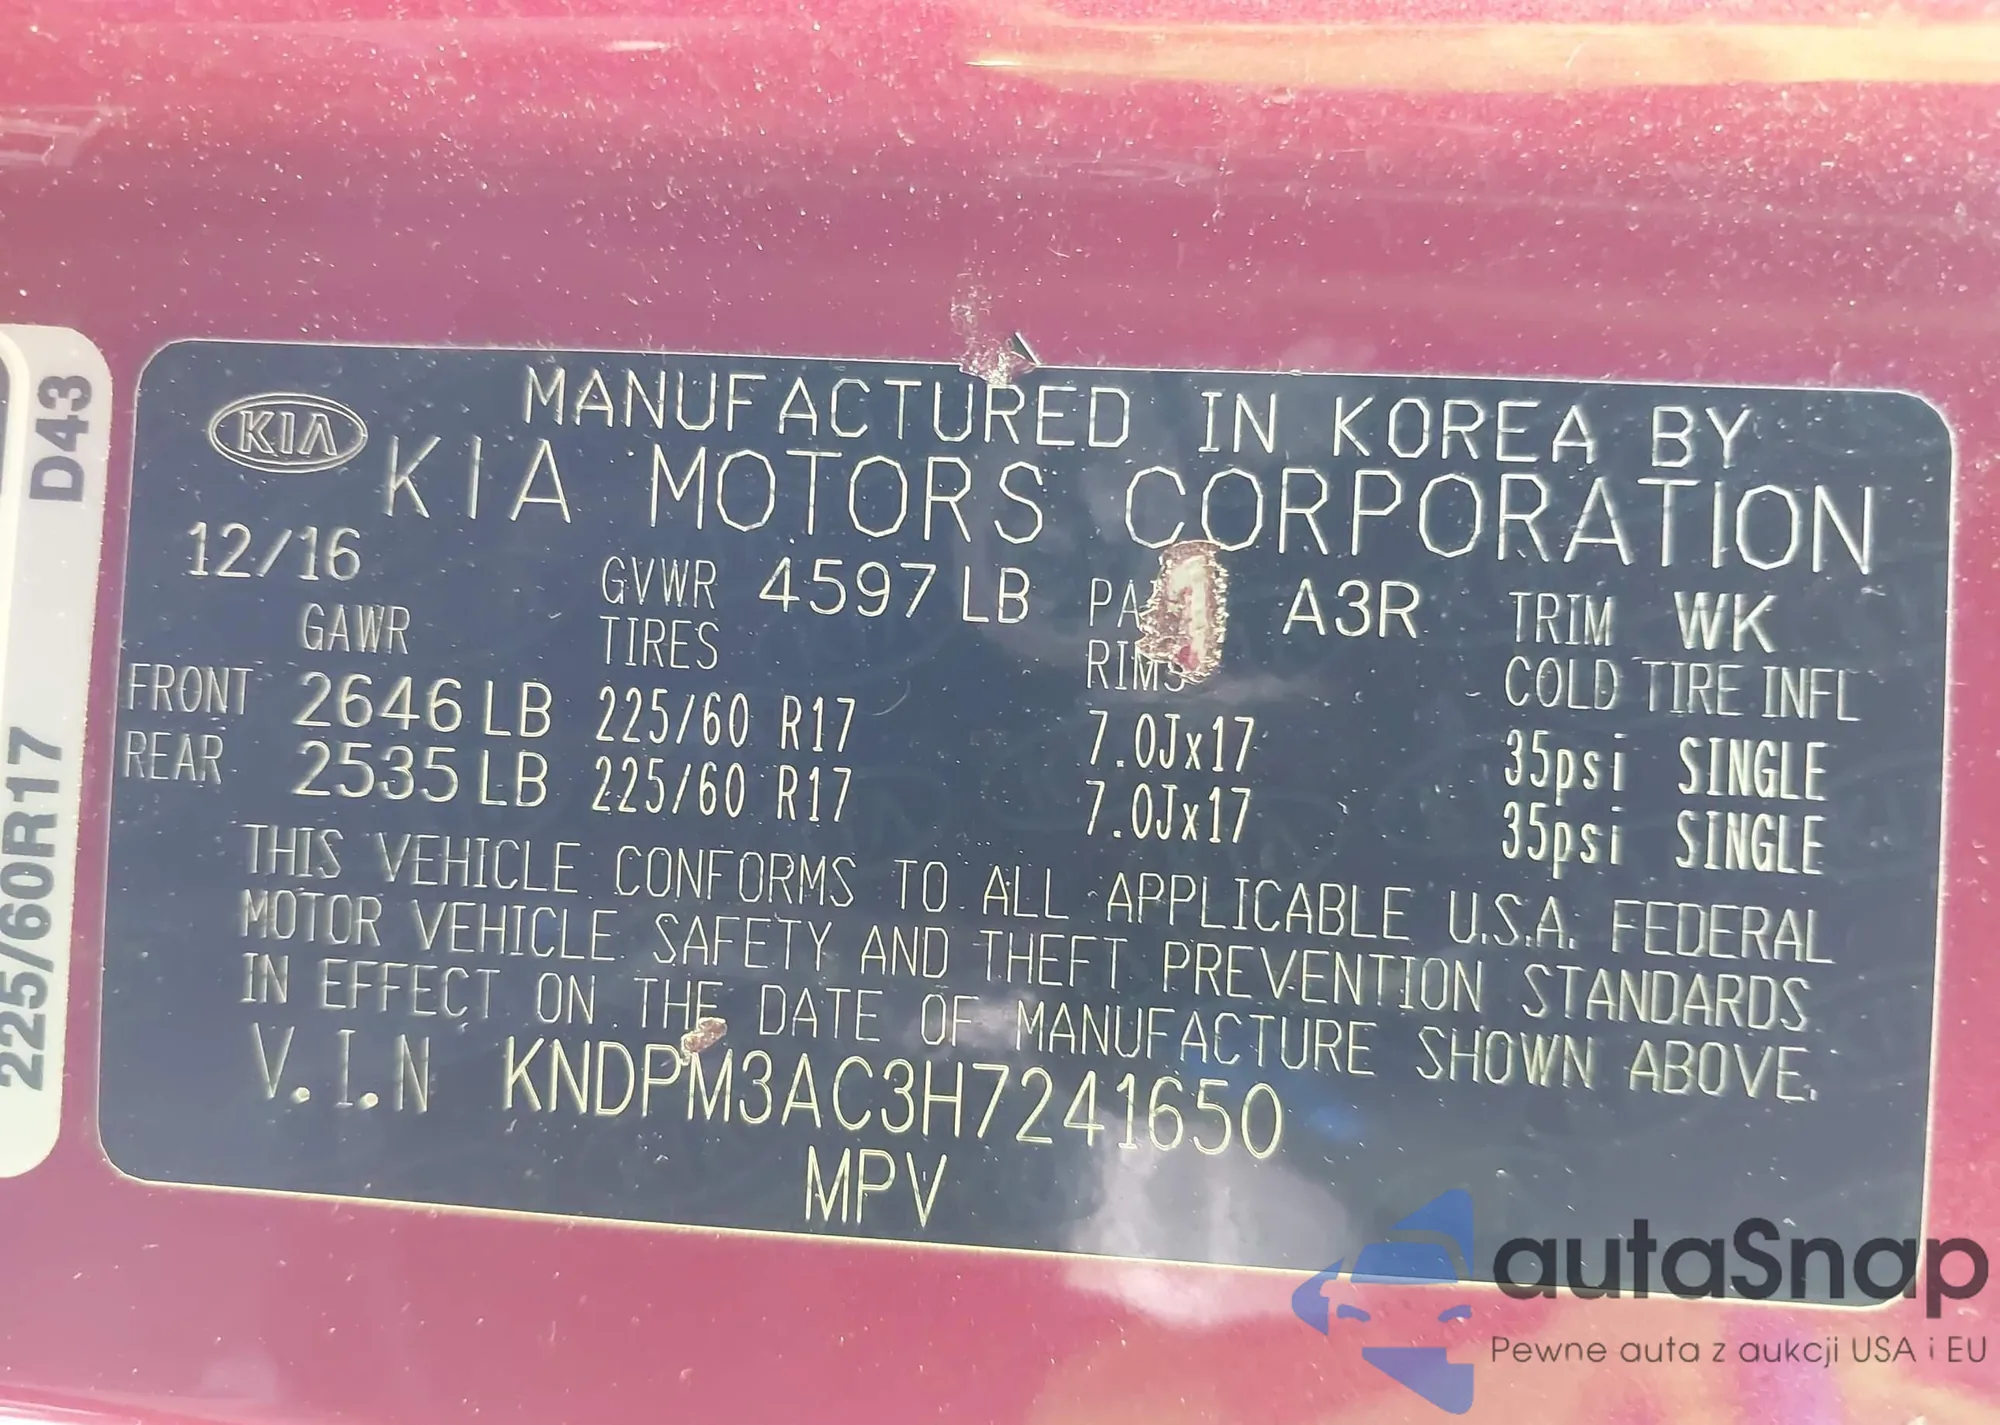 D43
225/60R17
KIA
MANUFACTURED IN KOREA BY
KIA MOTORS CORPORATION
12/16 GVWR 4597 LB A3R TRIM WK
GAWR TIRES RIMS COLD TIRE INFL
FRONT 2646 LB 225/60 R17 7.0Jx17 35psi SINGLE
REAR 2535 LB 225/60 R17 7.0Jx17 35psi SINGLE
THIS VEHICLE CONFORMS TO ALL APPLICABLE U.S.A. FEDERAL
MOTOR VEHICLE SAFETY AND THEFT PREVENTION STANDARDS
IN EFFECT ON THE DATE OF MANUFACTURE SHOWN ABOVE.
V.I.N KNDPM3AC3H7241650
MPV
autaSnap
Pewne auta z aukcji USA i EU